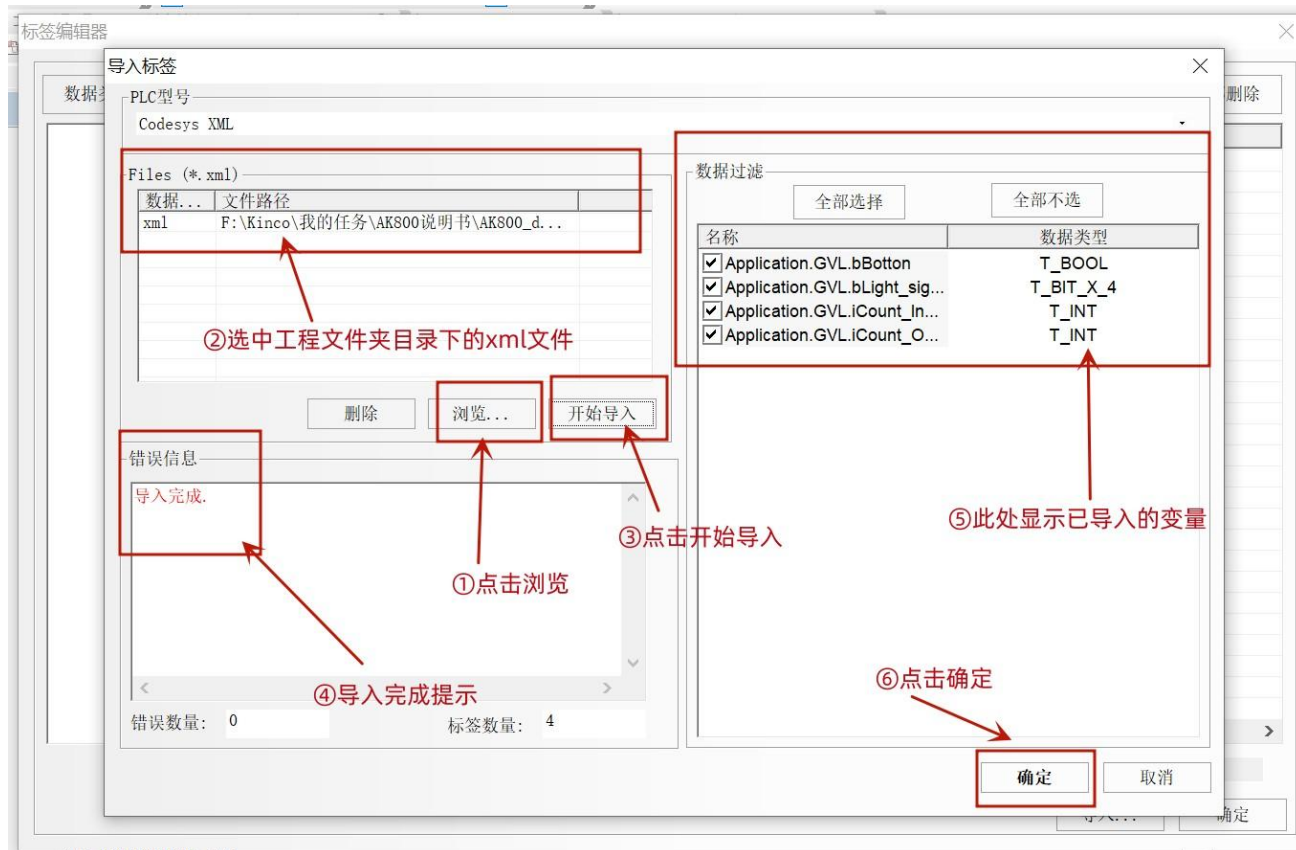 标签编辑器
导入标签
数据
删除
PLC型号
Codesys XML
Files (*.xml)
数据... 文件路径
xml F:\Kinco\我的任务\AK800说明书\AK800_d...
②选中工程文件夹目录下的xml文件
删除 浏览... 开始导入
数据过滤
全部选择 全部不选
名称 数据类型
Application.GVL.bBotton T_BOOL
Application.GVL.bLight_sig... T_BIT_X_4
Application.GVL.iCount_In... T_INT
Application.GVL.iCount_O... T_INT
错误信息
导入完成.
③点击开始导入
⑤此处显示已导入的变量
①点击浏览
④导入完成提示
⑥点击确定
错误数量: 0 标签数量: 4
确定 取消
导入... 确定